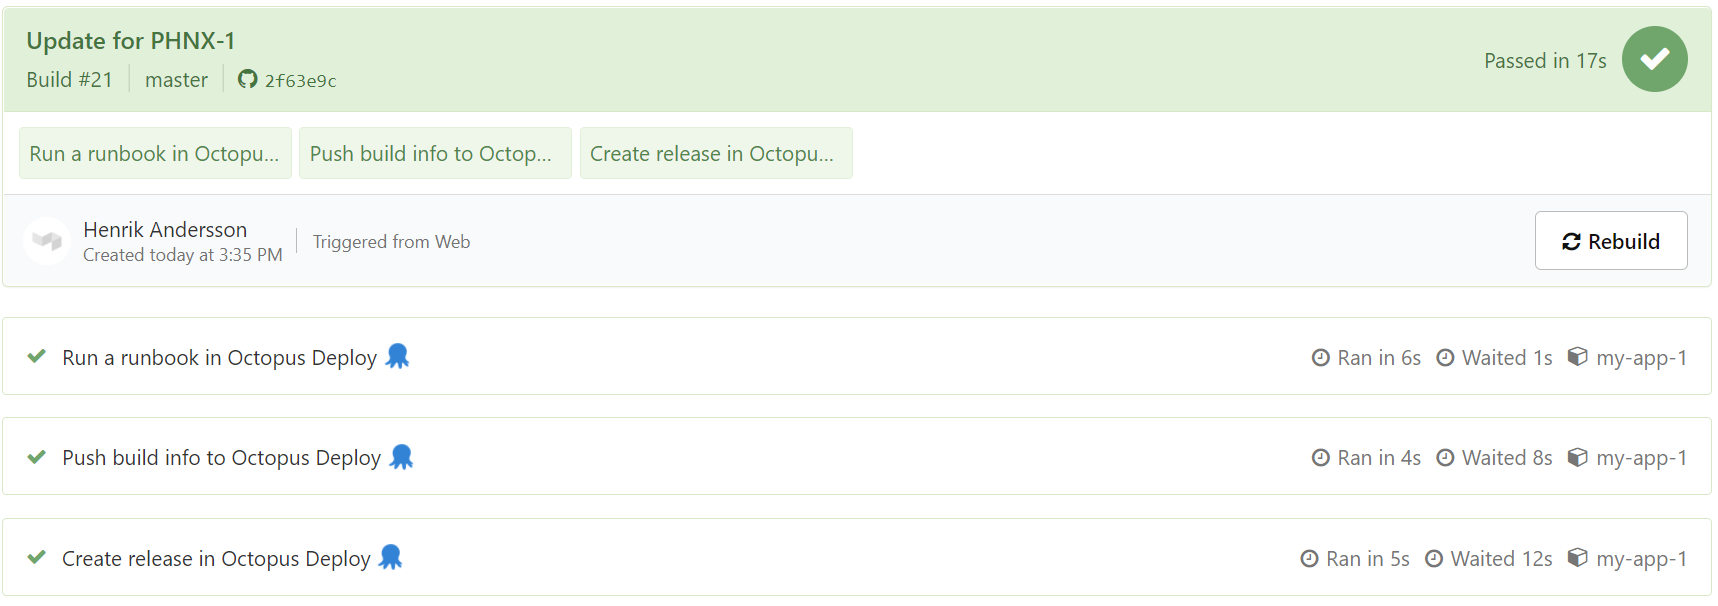 Update for PHNX-1
Build #21 master 2f63e9c
Passed in 17s
Run a runbook in Octopu... Push build info to Octop... Create release in Octopu...
Henrik Andersson
Created today at 3:35 PM
Triggered from Web
Rebuild
Run a runbook in Octopus Deploy Ran in 6s Waited 1s my-app-1
Push build info to Octopus Deploy Ran in 4s Waited 8s my-app-1
Create release in Octopus Deploy Ran in 5s Waited 12s my-app-1